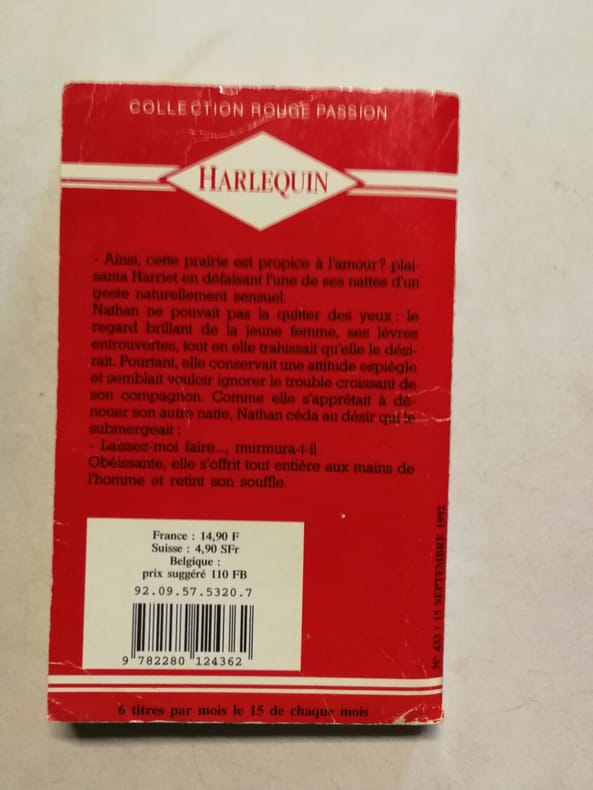 COLLECTION ROUGE PASSION
HARLEQUIN
- Ainsi, cette prairie est propice à l'amour? plai-
santa Harriet en défaisant l'une de ses nattes d'un
geste naturellement sensuel.
Nathan ne pouvait pas la quitter des yeux : le
regard brillant de la jeune femme, ses lèvres
entrouvertes, tout en elle trahissait qu'elle le dési-
rait. Pourtant, elle conservait une attitude espiègle
et semblait vouloir ignorer le trouble croissant de
son compagnon. Comme elle s'apprêtait à dé-
nouer son autre natte, Nathan céda au désir qui le
submergeait :
- Laissez-moi faire..., murmura-t-il
Obéissante, elle s'offrit tout entière aux mains de
l'homme et retint son souffle.
France : 14,90 F
Suisse : 4,90 SFr
Belgique :
prix suggéré 110 FB
92.09.57.5320.7
9 782280 124362
N° 433 / 15 SEPTEMBRE 1992
6 titres par mois le 15 de chaque mois